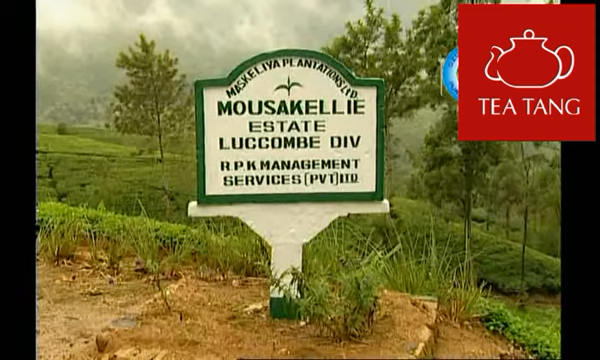 MASKELIYA PLANTATIONS LTD.
MOUSAKELLIE
ESTATE
LUCCOMBE DIV
R.P.K MANAGEMENT
SERVICES (PVT) LTD
TEA TANG